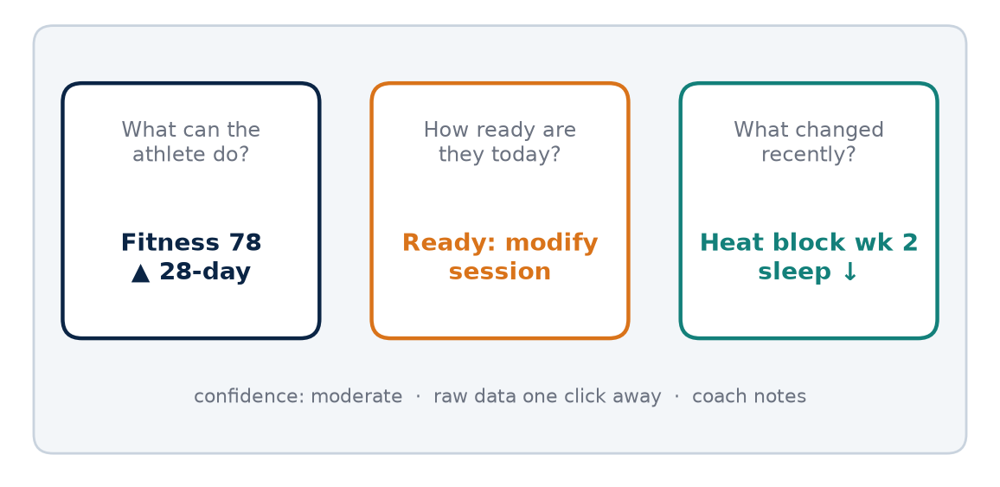 What can the
athlete do?
Fitness 78
▲ 28-day
How ready are
they today?
Ready: modify
session
What changed
recently?
Heat block wk 2
sleep ↓
confidence: moderate · raw data one click away · coach notes